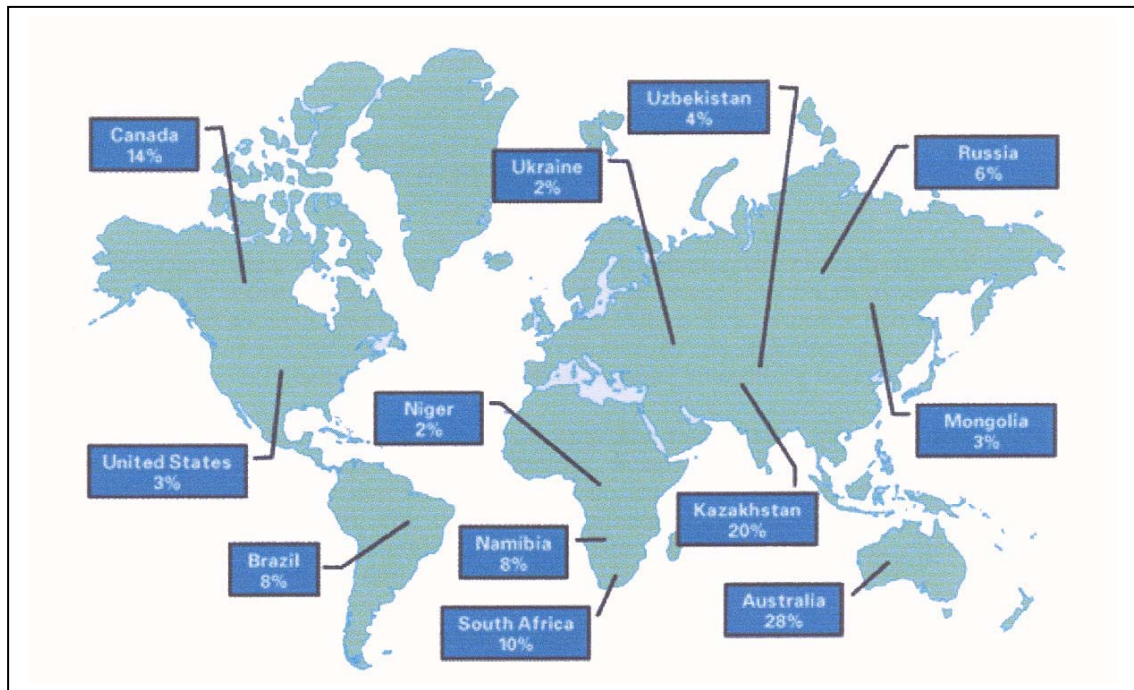 Uzbekistan
4%
Canada
14%
Ukraine
2%
Russia
6%
Niger
2%
Mongolia
3%
United States
3%
Kazakhstan
20%
Namibia
8%
Brazil
8%
Australia
28%
South Africa
10%